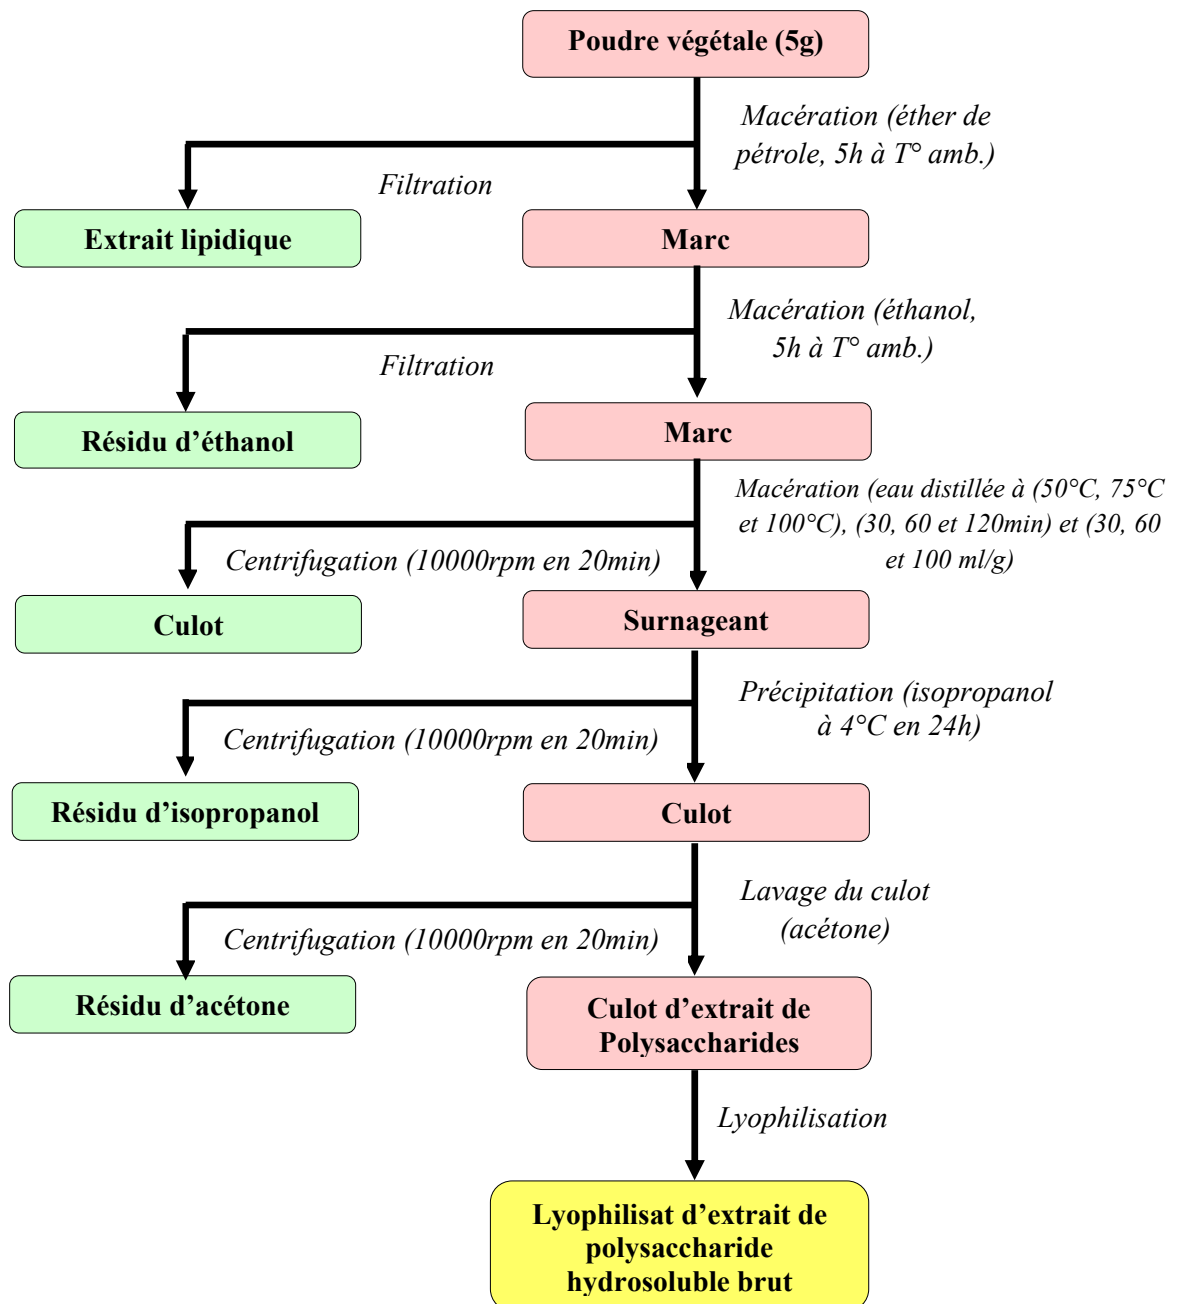 Poudre végétale (5g)
Macération (éther de
pétrole, 5h à T° amb.)
Filtration
Extrait lipidique
Marc
Macération (éthanol,
5h à T° amb.)
Filtration
Résidu d’éthanol
Marc
Macération (eau distillée à (50°C, 75°C
et 100°C), (30, 60 et 120min) et (30, 60
et 100 ml/g)
Centrifugation (10000rpm en 20min)
Culot
Surnageant
Précipitation (isopropanol
à 4°C en 24h)
Centrifugation (10000rpm en 20min)
Résidu d’isopropanol
Culot
Lavage du culot
(acétone)
Centrifugation (10000rpm en 20min)
Résidu d’acétone
Culot d’extrait de
Polysaccharides
Lyophilisation
Lyophilisat d’extrait de
polysaccharide
hydrosoluble brut